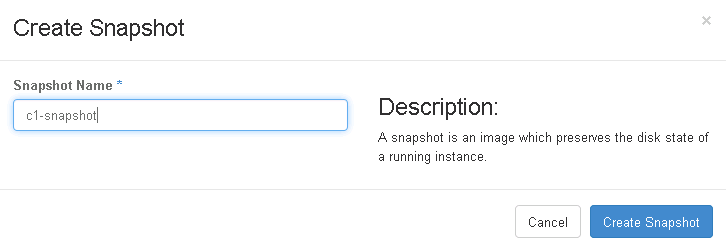 Create Snapshot
×
Snapshot Name *
c1-snapshot
Description:
A snapshot is an image which preserves the disk state of
a running instance.
Cancel
Create Snapshot